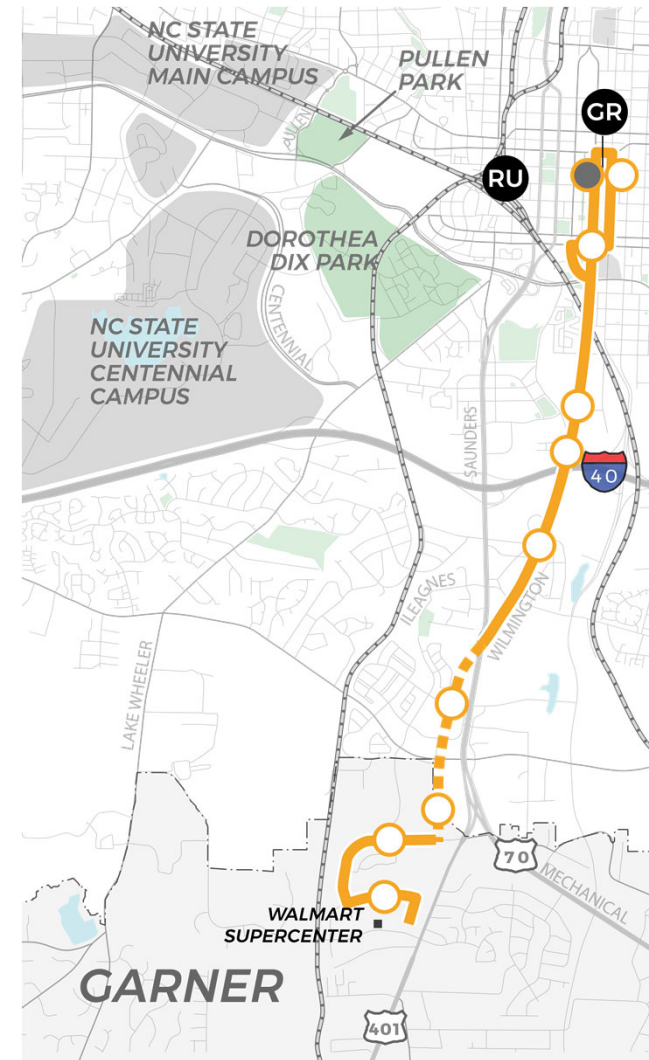 NC STATE
UNIVERSITY
MAIN CAMPUS
PULLEN
PARK
GR
RU
DOROTHEA
DIX PARK
CENTENNIAL
NC STATE
UNIVERSITY
CENTENNIAL
CAMPUS
SAUNDERS
40
ILEAGNES
WILMINGTON
LAKE WHEELER
70
MECHANICAL
WALMART
SUPERCENTER
GARNER
401